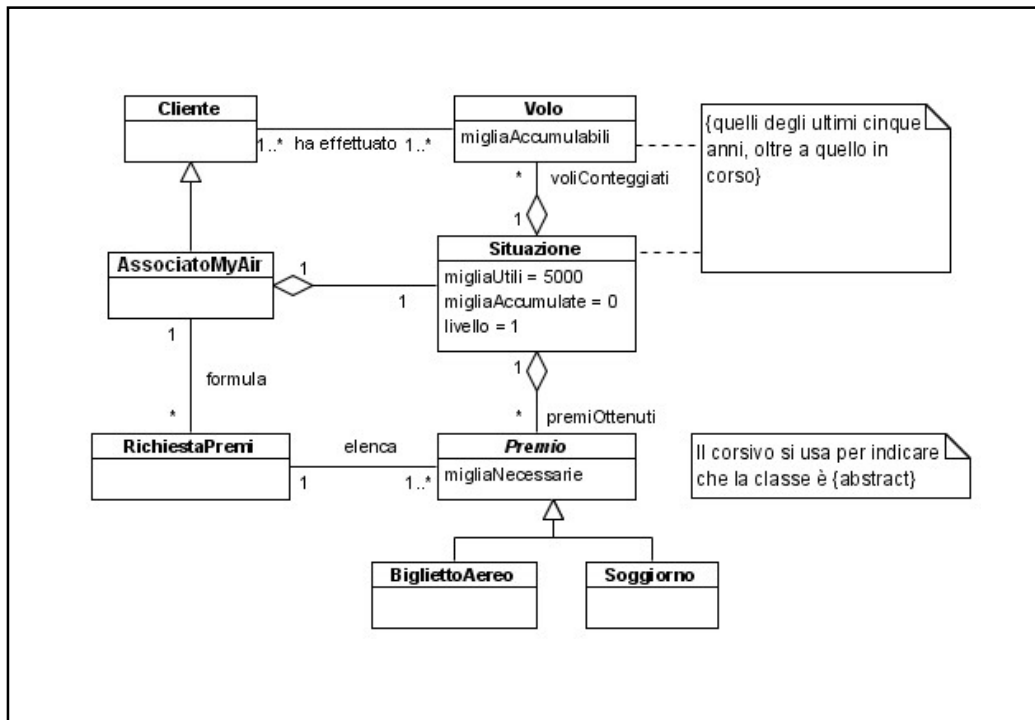 Cliente
Volo
migliaAccumulabili
{quelli degli ultimi cinque
anni, oltre a quello in
corso}
1..* ha effettuato 1..*
* voliConteggiati
1
AssociatoMyAir
1
1
Situazione
migliaUtili = 5000
migliaAccumulate = 0
livello = 1
1
formula
*
1
* premiOttenuti
RichiestaPremi
elenca
1
1..*
Premio
migliaNecessarie
Il corsivo si usa per indicare
che la classe è {abstract}
BigliettoAereo
Soggiorno